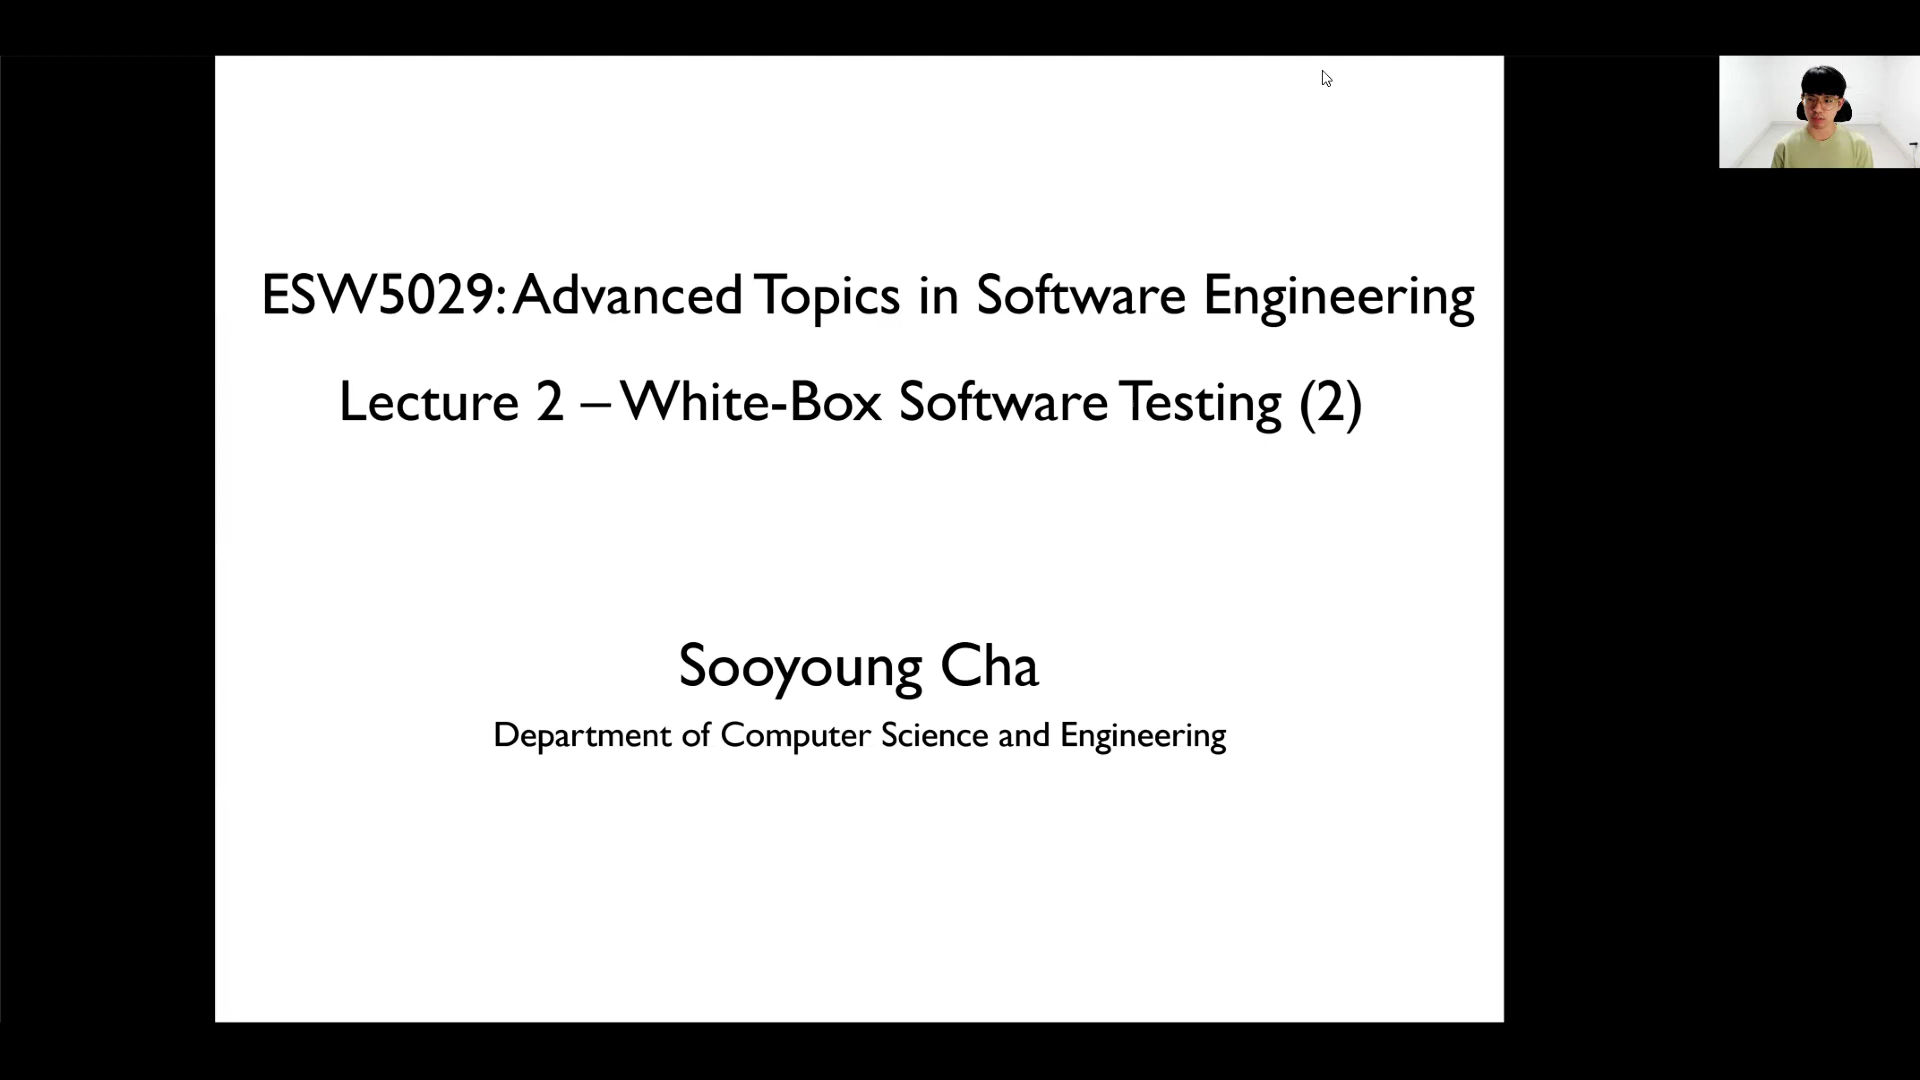 ESW5029: Advanced Topics in Software Engineering
Lecture 2 – White-Box Software Testing (2)
Sooyoung Cha
Department of Computer Science and Engineering